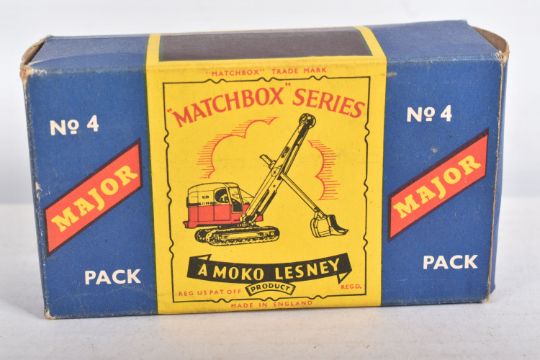 "MATCHBOX" TRADE MARK
"MATCHBOX" SERIES
Nº 4
MAJOR
PACK
Nº 4
MAJOR
PACK
A MOKO LESNEY
PRODUCT
REG US PAT OFF
REGD.
MADE IN ENGLAND